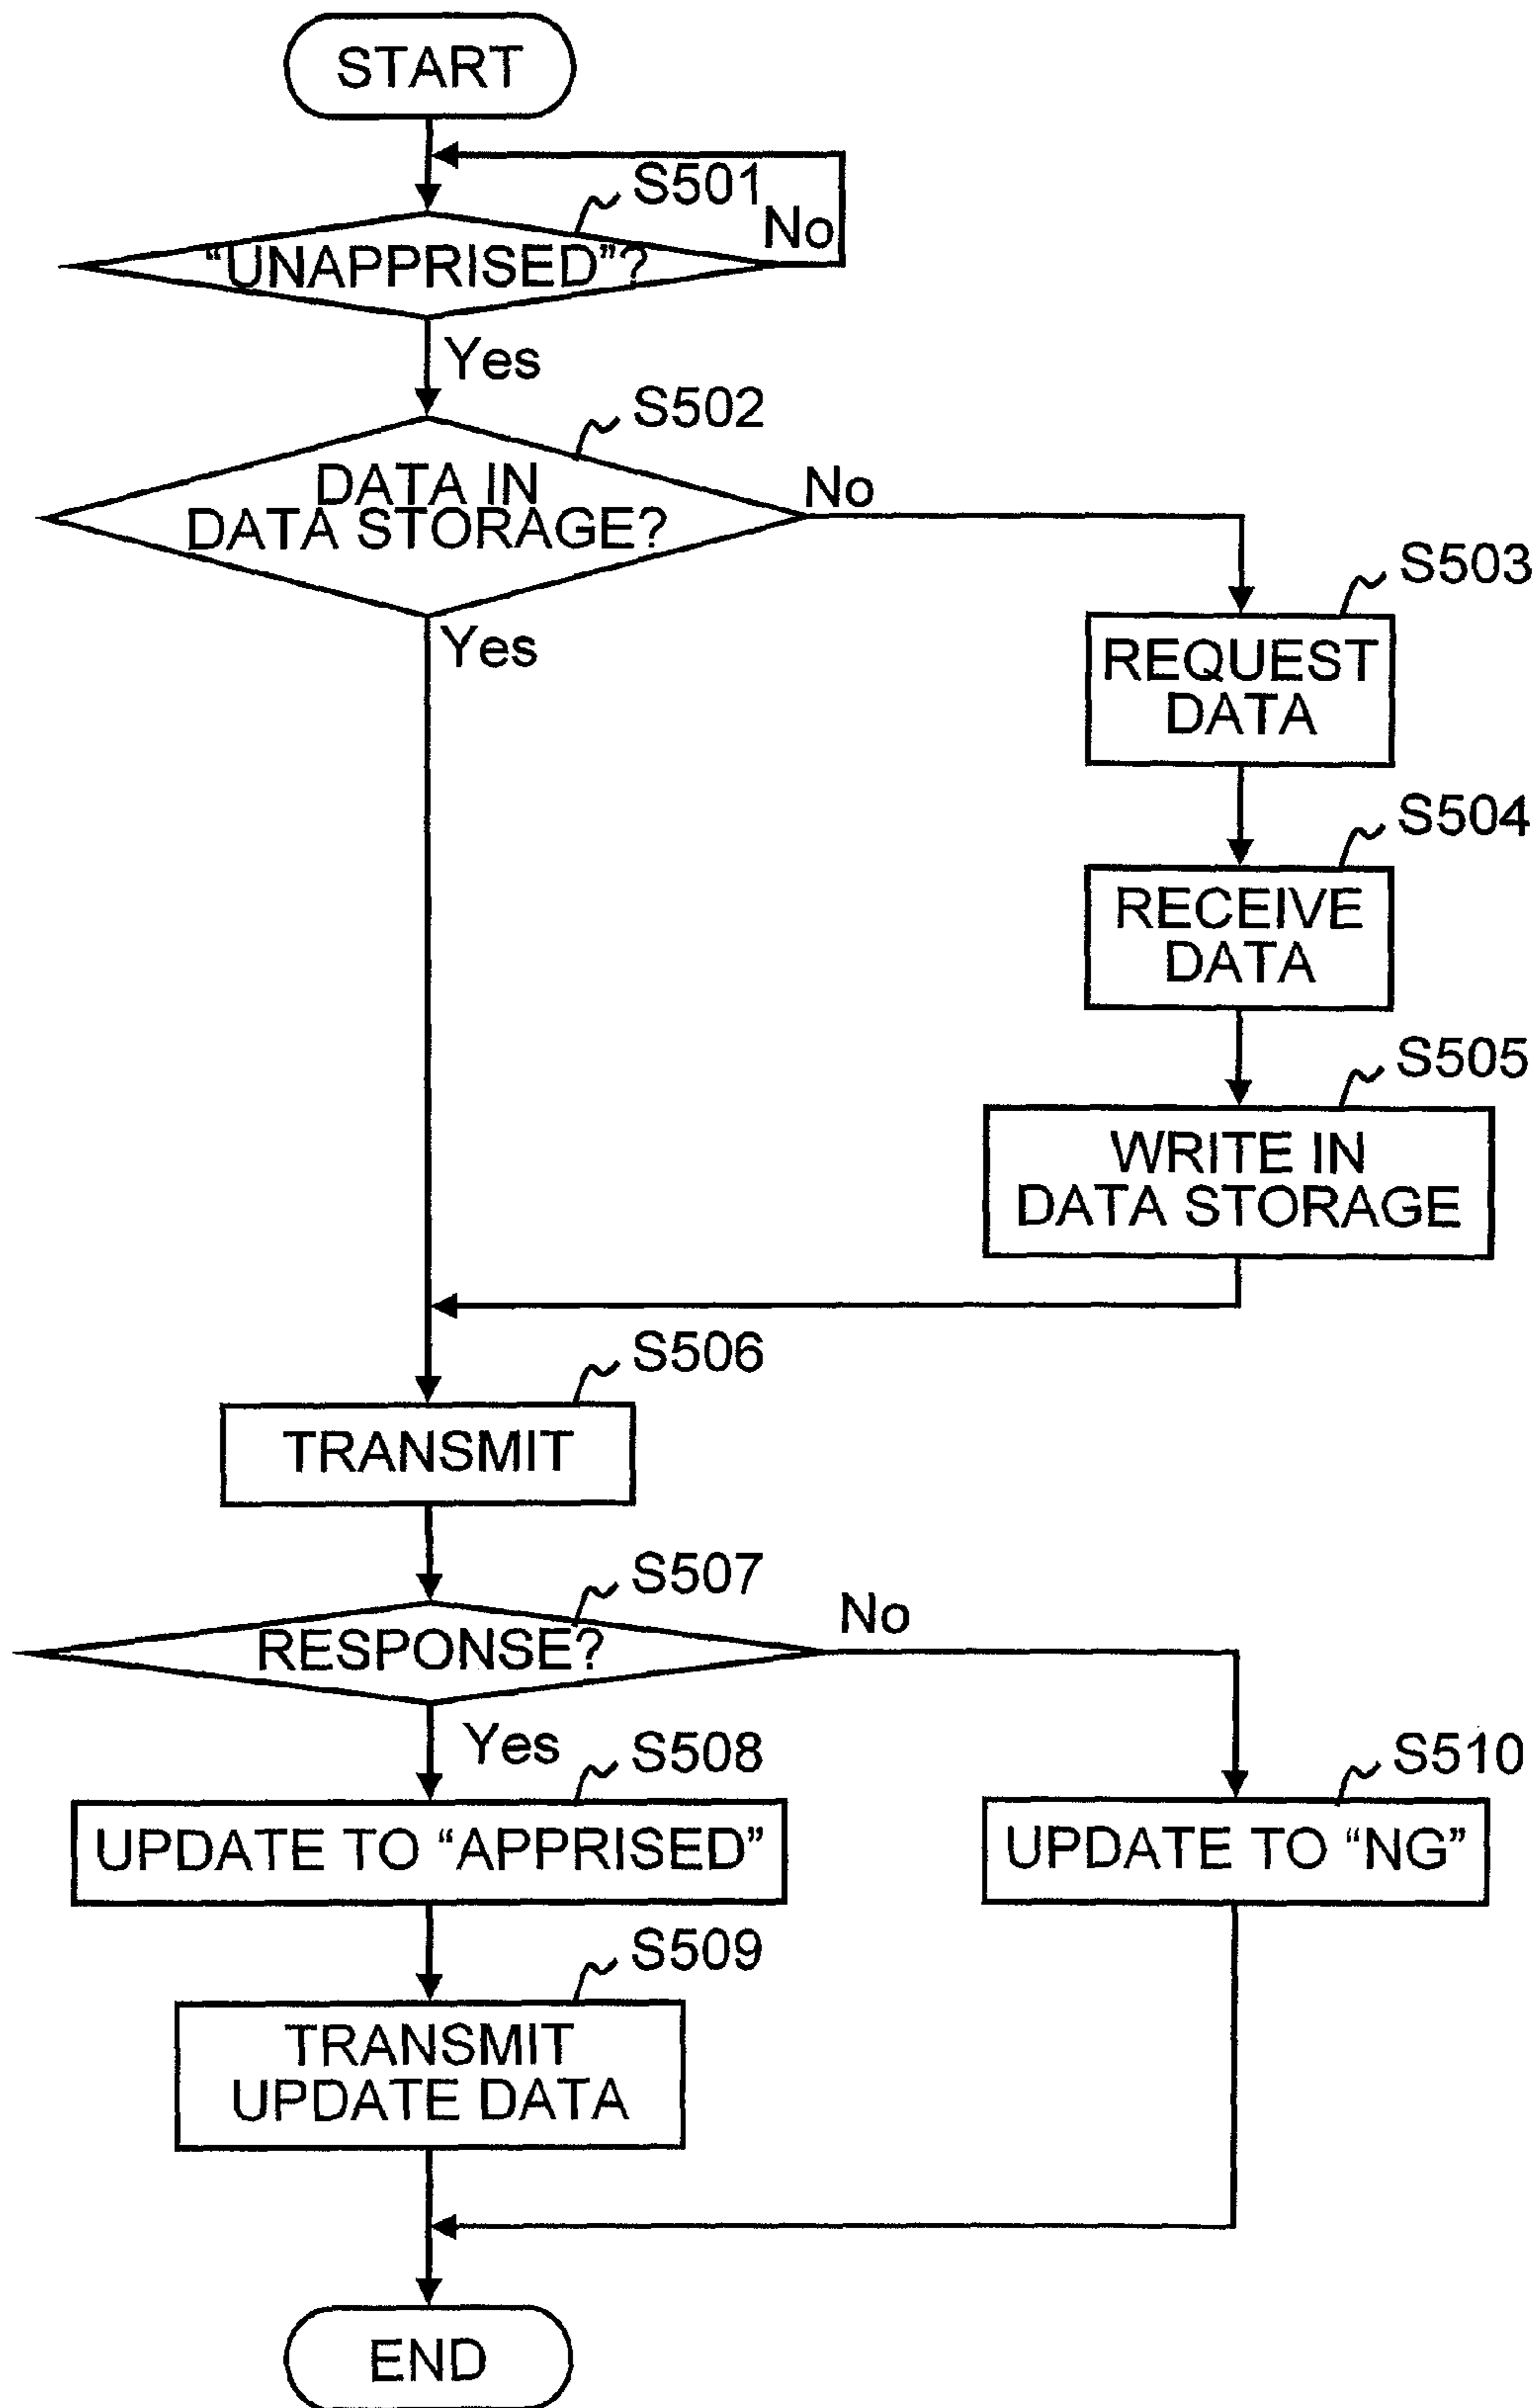 START
S501
No
“UNAPPRISED”?
Yes
S502
DATA IN
DATA STORAGE?
No
Yes
S503
REQUEST
DATA
S504
RECEIVE
DATA
S505
WRITE IN
DATA STORAGE
S506
TRANSMIT
S507
RESPONSE?
No
Yes
S508
UPDATE TO “APPRISED”
S510
UPDATE TO “NG”
S509
TRANSMIT
UPDATE DATA
END